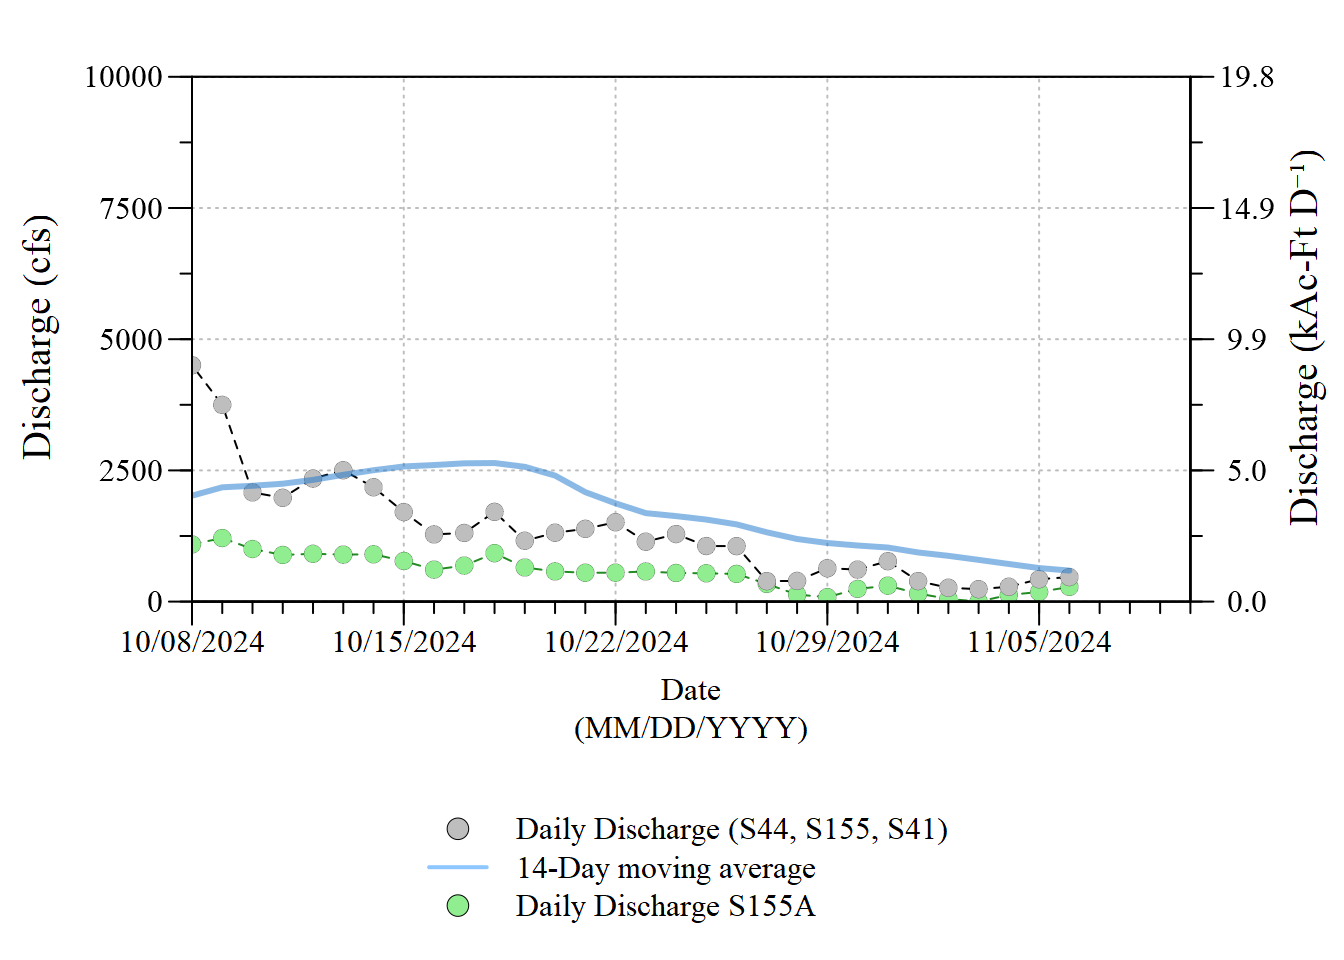 10000
7500
5000
2500
0
Discharge (cfs)
19.8
14.9
9.9
5.0
0.0
Discharge (kAc-Ft D⁻¹)
10/08/2024
10/15/2024
10/22/2024
10/29/2024
11/05/2024
Date
(MM/DD/YYYY)
Daily Discharge (S44, S155, S41)
14-Day moving average
Daily Discharge S155A